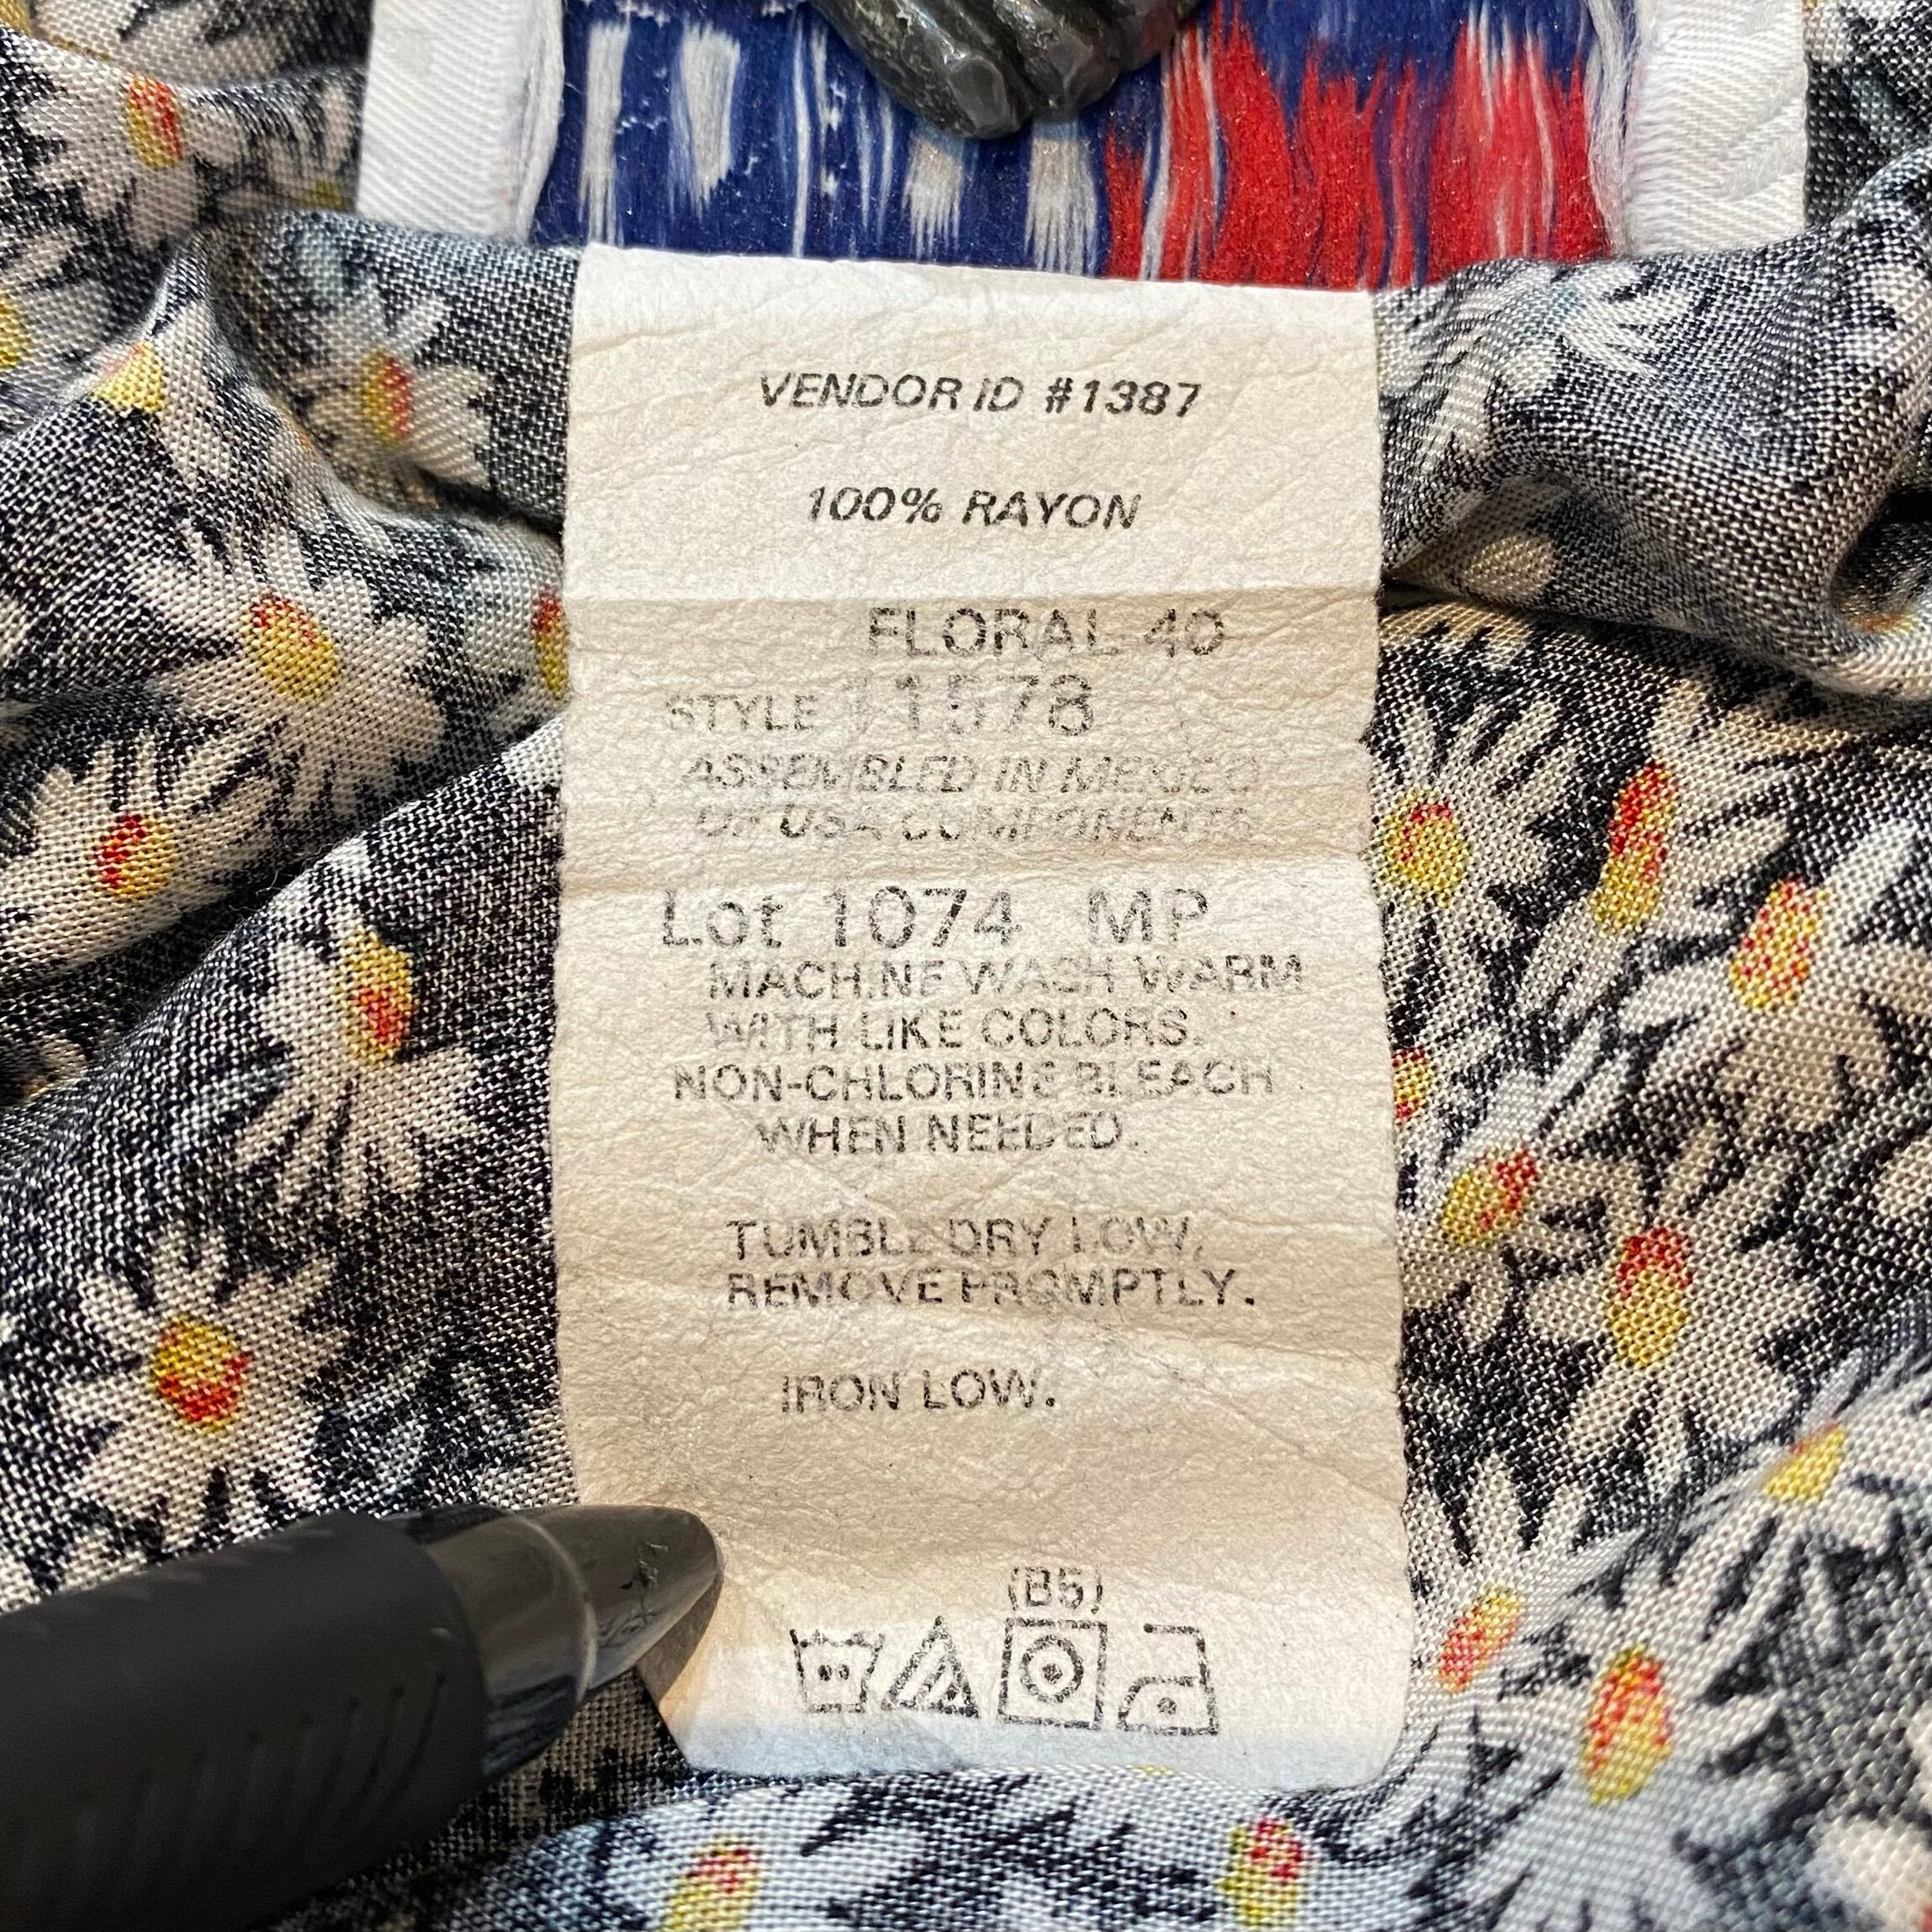 VENDOR ID #1387
100% RAYON
FLORAL 40
STYLE 11578
ASSEMBLED IN MEXICO
OF USA COMPONENTS
Lot 1074 MP
MACHINE WASH WARM
WITH LIKE COLORS.
NON-CHLORINE BLEACH
WHEN NEEDED.
TUMBLE DRY LOW,
REMOVE PROMPTLY.
IRON LOW.
(B5)